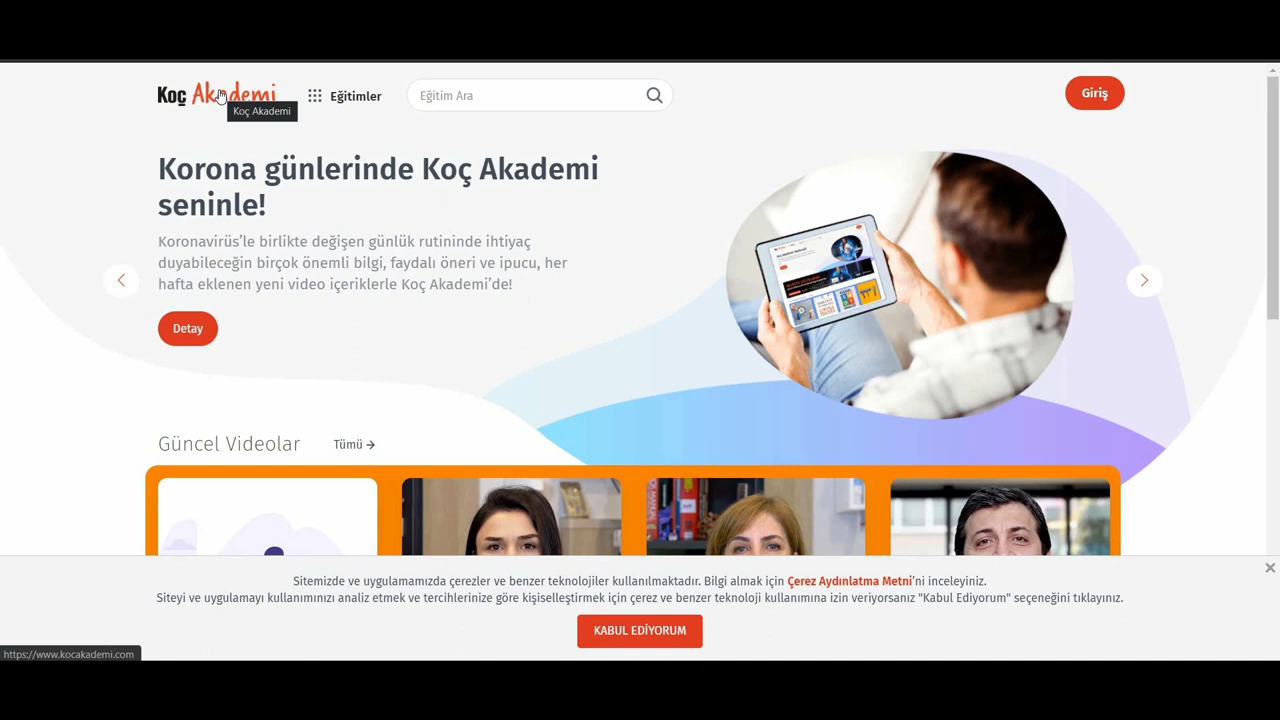 Koç Akademi
Eğitimler
Eğitim Ara
Giriş
Koç Akademi
Korona günlerinde Koç Akademi
seninle!
Koronavirüs’le birlikte değişen günlük rutininde ihtiyaç
duyabileceğin birçok önemli bilgi, faydalı öneri ve ipucu, her
hafta eklenen yeni video içeriklerle Koç Akademi’de!
Detay
Güncel Videolar
Tümü →
Sitemizde ve uygulamamızda çerezler ve benzer teknolojiler kullanılmaktadır. Bilgi almak için Çerez Aydınlatma Metni'ni inceleyiniz.
Siteyi ve uygulamayı kullanımınızı analiz etmek ve tercihlerinize göre kişiselleştirmek için çerez ve benzer teknoloji kullanımına izin veriyorsanız "Kabul Ediyorum" seçeneğini tıklayınız.
KABUL EDİYORUM
https://www.kocakademi.com